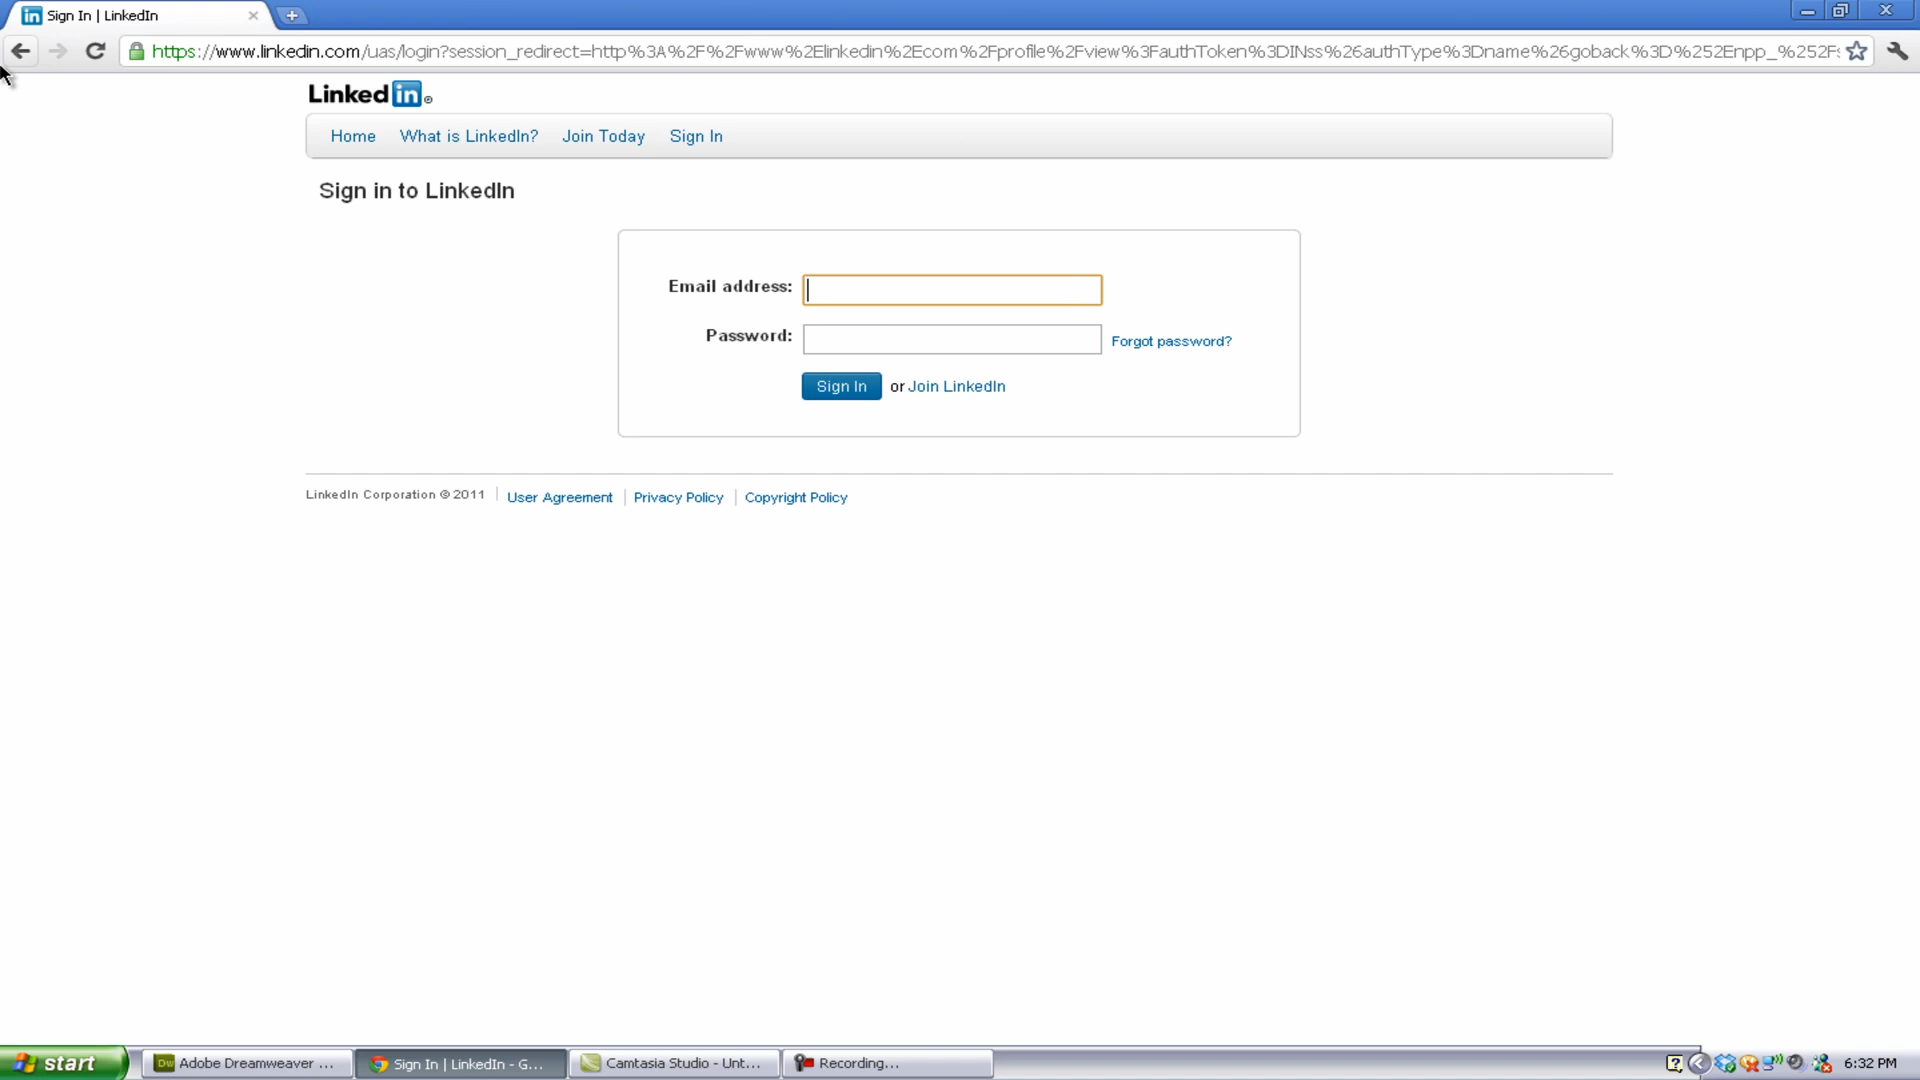 Sign In | LinkedIn
https://www.linkedin.com/uas/login?session_redirect=http%3A%2F%2Fwww%2Elinkedin%2Ecom%2Fprofile%2Fview%3FauthToken%3DINss%26authType%3Dname%26goback%3D%252Enpp_%252Fs
Linked in ®
Home What is LinkedIn? Join Today Sign In
Sign in to LinkedIn
Email address:
Password: Forgot password?
Sign In or Join LinkedIn
LinkedIn Corporation © 2011 User Agreement Privacy Policy Copyright Policy
start Dw Adobe Dreamweaver ... Sign In | LinkedIn - G... Camtasia Studio - Unt... Recording... 6:32 PM